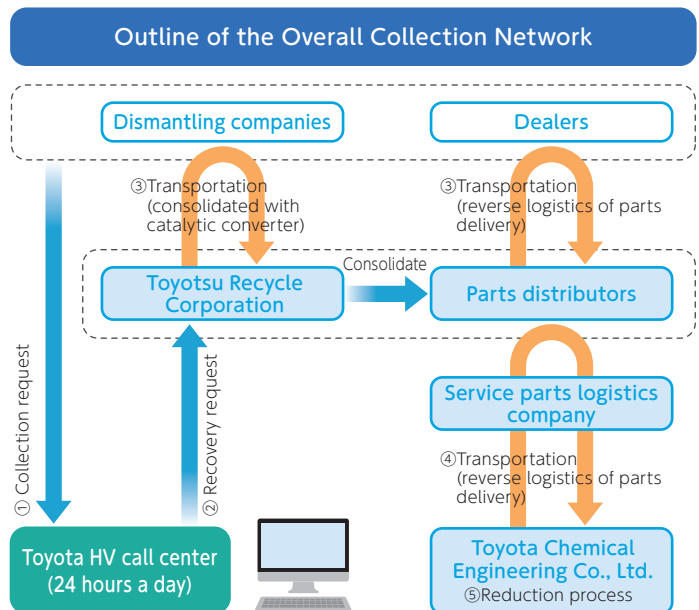 Outline of the Overall Collection Network
Dismantling companies
Dealers
③Transportation
(consolidated with
catalytic converter)
③Transportation
(reverse logistics of parts
delivery)
Toyotsu Recycle
Corporation
Consolidate
Parts distributors
① Collection request
② Recovery request
Service parts logistics
company
④Transportation
(reverse logistics of parts
delivery)
Toyota HV call center
(24 hours a day)
Toyota Chemical
Engineering Co., Ltd.
⑤Reduction process